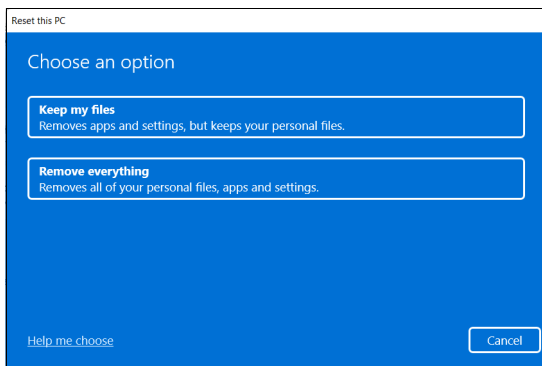 Reset this PC
Choose an option
Keep my files
Removes apps and settings, but keeps your personal files.
Remove everything
Removes all of your personal files, apps and settings.
Help me choose
Cancel